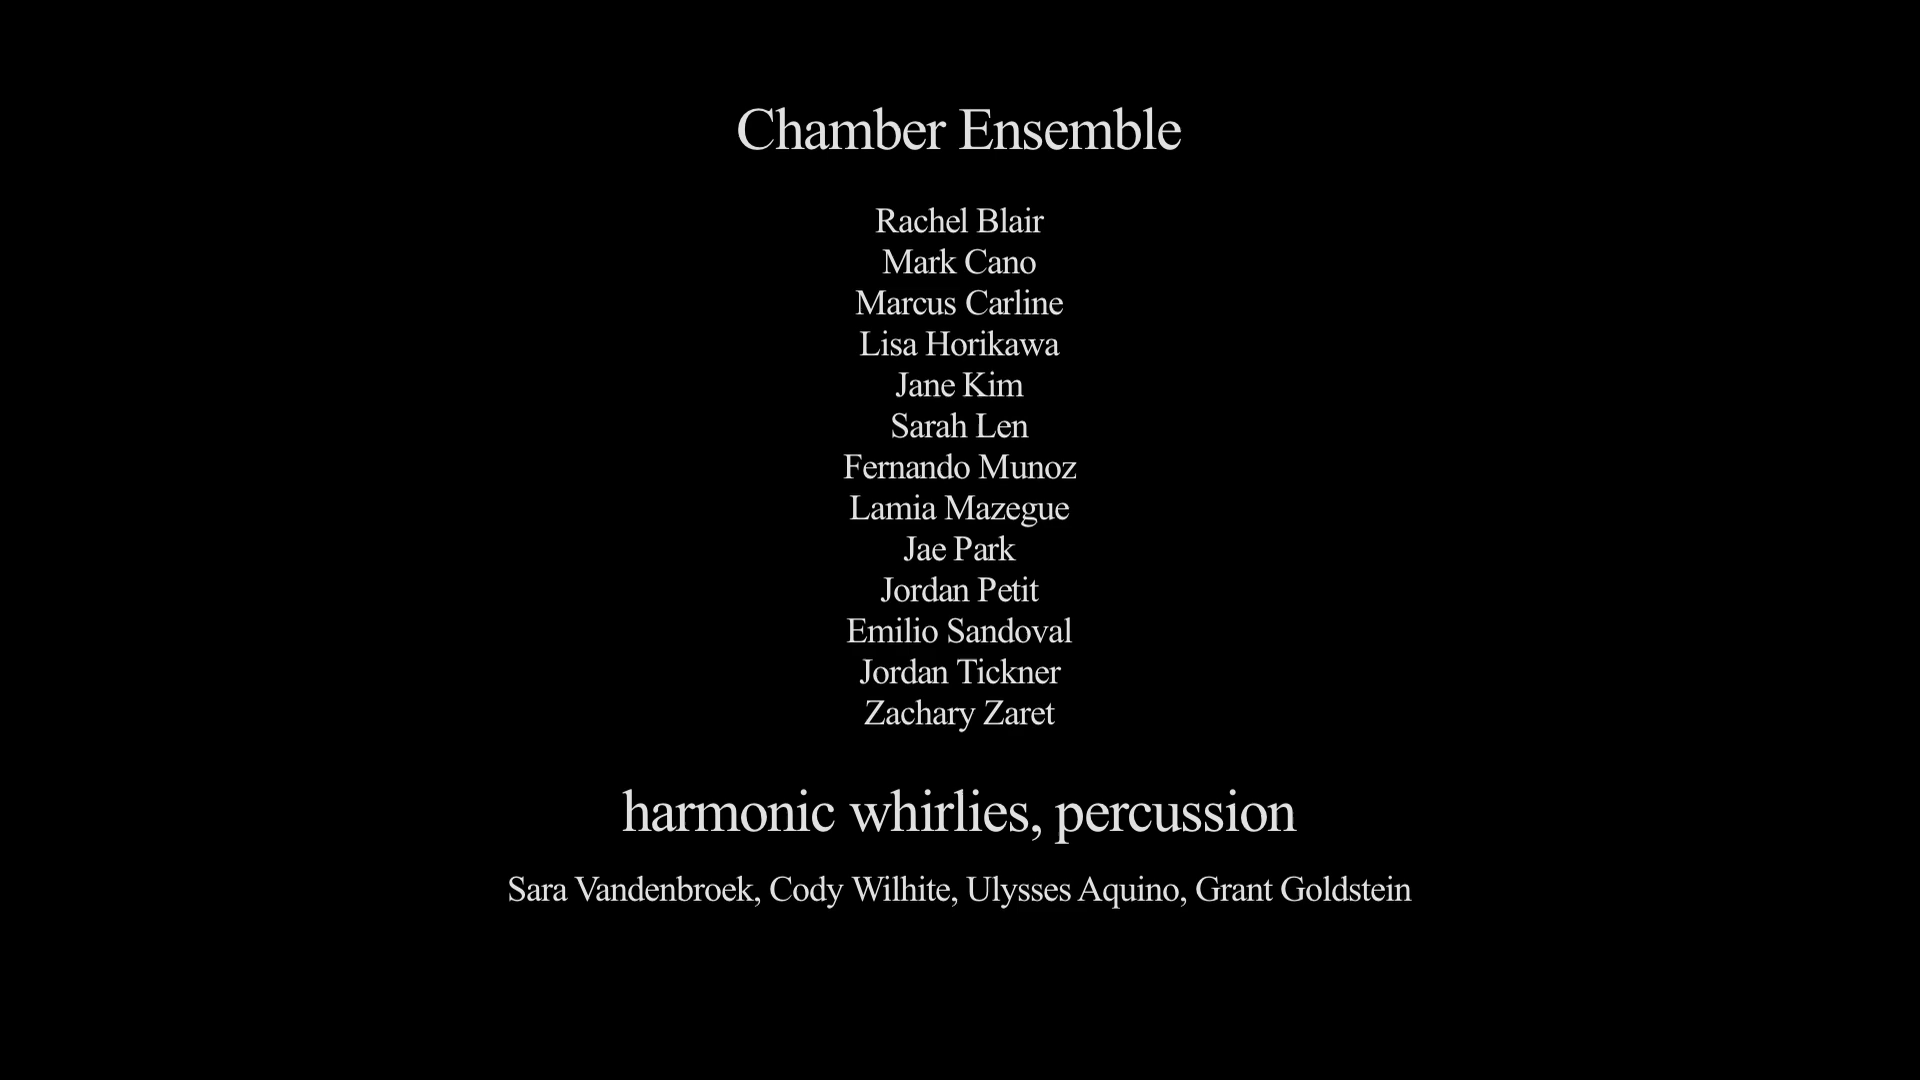 Chamber Ensemble
Rachel Blair
Mark Cano
Marcus Carline
Lisa Horikawa
Jane Kim
Sarah Len
Fernando Munoz
Lamia Mazegue
Jae Park
Jordan Petit
Emilio Sandoval
Jordan Tickner
Zachary Zaret
harmonic whirlies, percussion
Sara Vandenbroek, Cody Wilhite, Ulysses Aquino, Grant Goldstein